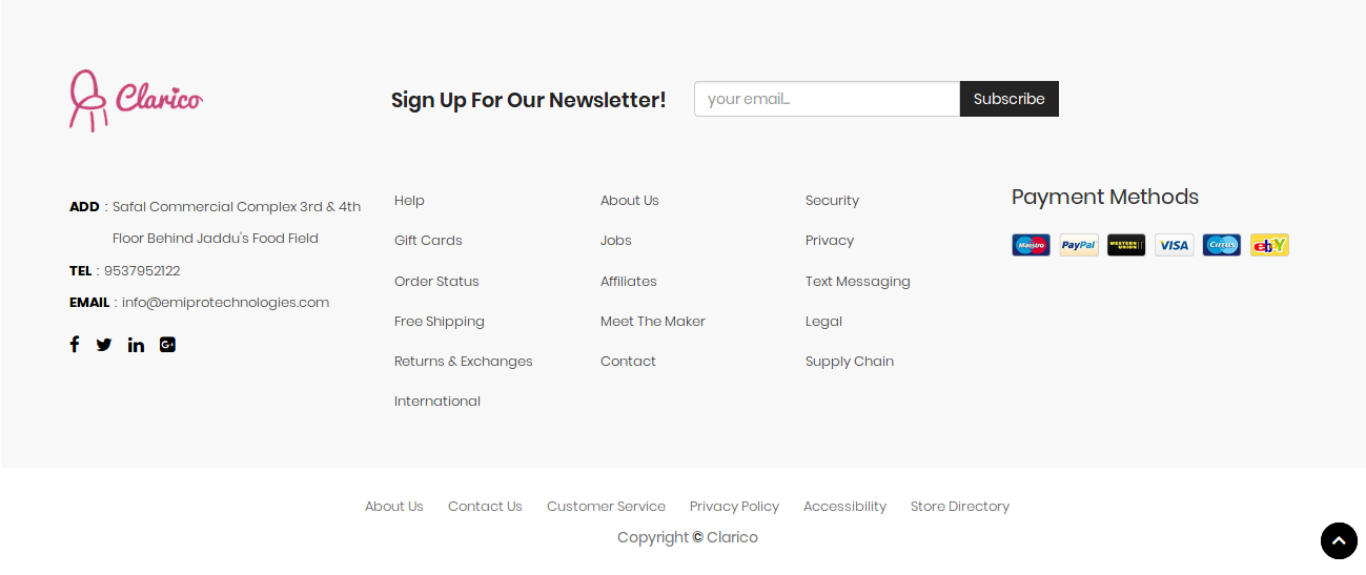 Clarico
Sign Up For Our Newsletter!
your email...
Subscribe
ADD : Safal Commercial Complex 3rd & 4th
Floor Behind Jaddu's Food Field
TEL : 9537952122
EMAIL : info@emiprotechnologies.com
Help
Gift Cards
Order Status
Free Shipping
Returns & Exchanges
International
About Us
Jobs
Affiliates
Meet The Maker
Contact
Security
Privacy
Text Messaging
Legal
Supply Chain
Payment Methods
Maestro
PayPal
WESTERN UNION
VISA
Cirrus
ebY
About Us Contact Us Customer Service Privacy Policy Accessibility Store Directory
Copyright © Clarico